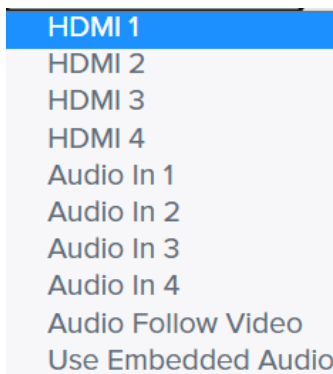 HDMI 1
HDMI 2
HDMI 3
HDMI 4
Audio In 1
Audio In 2
Audio In 3
Audio In 4
Audio Follow Video
Use Embedded Audio